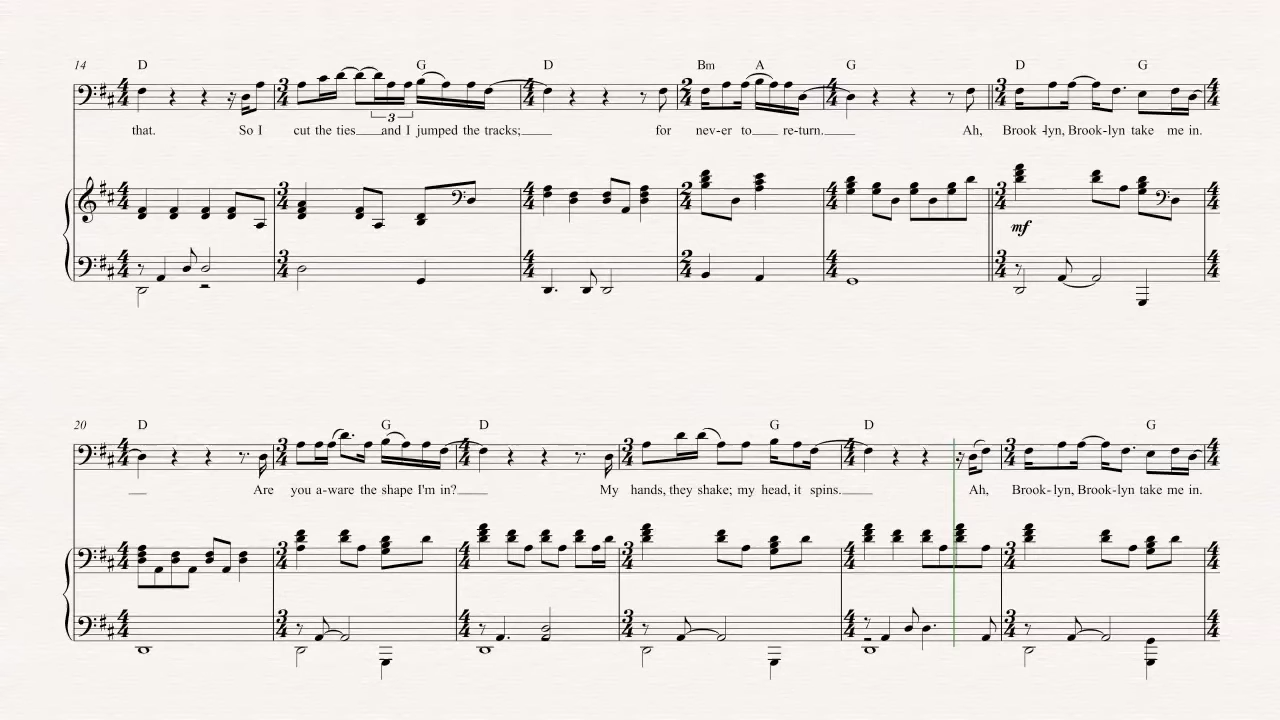 14 D G D Bm A G D G
that. So I cut the ties and I jumped the tracks; for nev-er to re-turn. Ah, Brook -lyn, Brook-lyn take me in.
3
mf
20 D G D G D G
Are you a-ware the shape I'm in? My hands, they shake; my head, it spins. Ah, Brook-lyn, Brook-lyn take me in.